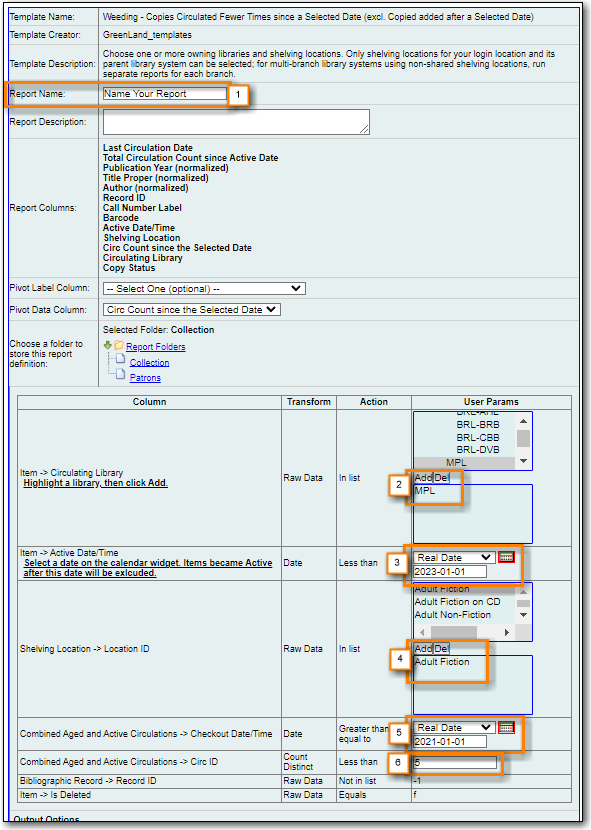 Template Name: Weeding - Copies Circulated Fewer Times since a Selected Date (excl. Copied added after a Selected Date)
Template Creator: GreenLand_templates
Template Description: Choose one or more owning libraries and shelving locations. Only shelving locations for your login location and its
parent library system can be selected; for multi-branch library systems using non-shared shelving locations, run
separate reports for each branch.
Report Name: Name Your Report 1
Report Description:
Report Columns:
Last Circulation Date
Total Circulation Count since Active Date
Publication Year (normalized)
Title Proper (normalized)
Author (normalized)
Record ID
Call Number Label
Barcode
Active Date/Time
Shelving Location
Circ Count since the Selected Date
Circulating Library
Copy Status
Pivot Label Column: -- Select One (optional) --
Pivot Data Column: Circ Count since the Selected Date
Choose a folder to
store this report
definition:
Selected Folder: Collection
Report Folders
Collection
Patrons
Column Transform Action User Params
Item -> Circulating Library
Highlight a library, then click Add.
Raw Data In list
BRL-BRB
BRL-CBB
BRL-DVB
MPL
2 Add Del
MPL
Item -> Active Date/Time
Select a date on the calendar widget. Items became Active
after this date will be exlcuded.
Date Less than 3 Real Date
2023-01-01
Shelving Location -> Location ID Raw Data In list
Adult Fiction
Adult Fiction on CD
Adult Non-Fiction
4 Add Del
Adult Fiction
Combined Aged and Active Circulations -> Checkout Date/Time Date Greater than
equal to
5 Real Date
2021-01-01
Combined Aged and Active Circulations -> Circ ID Count
Distinct
Less than 6 5
Bibliographic Record -> Record ID Raw Data Not in list -1
Item -> Is Deleted Raw Data Equals f
Output Options